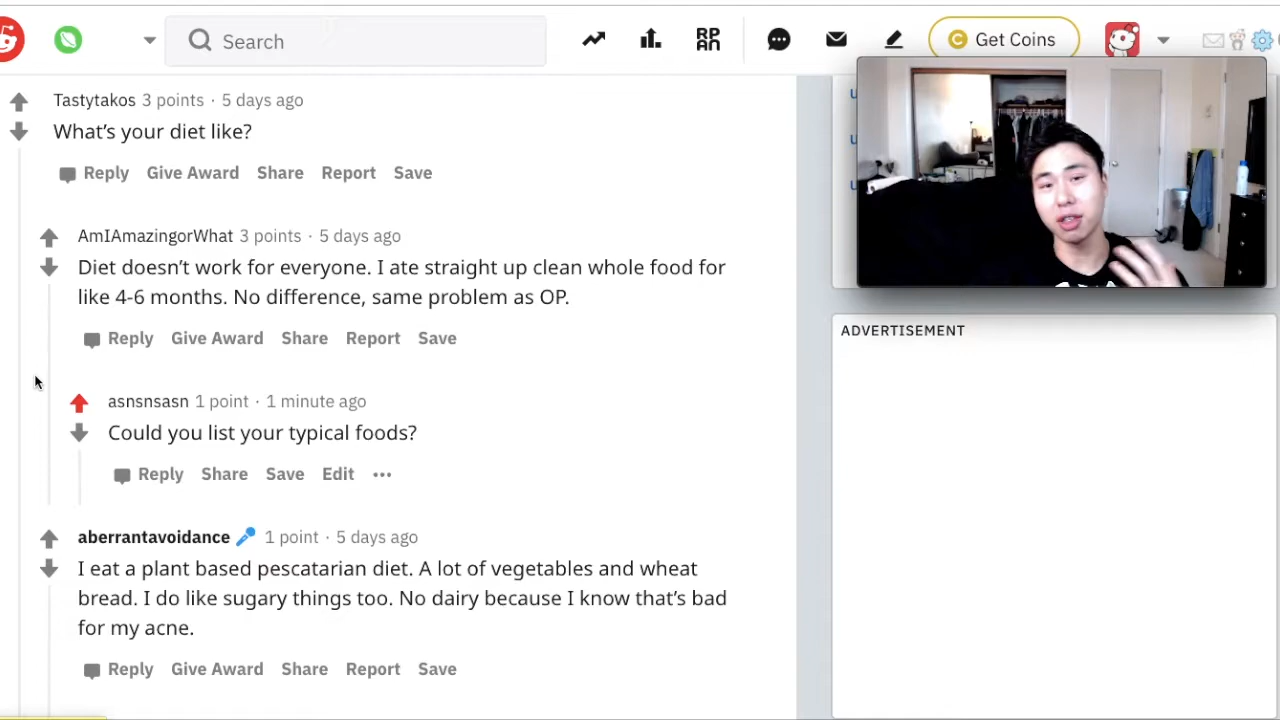 Search
RPAN
Get Coins
Tastytakos 3 points · 5 days ago
What’s your diet like?
Reply Give Award Share Report Save
AmIAmazingorWhat 3 points · 5 days ago
Diet doesn’t work for everyone. I ate straight up clean whole food for
like 4-6 months. No difference, same problem as OP.
Reply Give Award Share Report Save
asnsnsasn 1 point · 1 minute ago
Could you list your typical foods?
Reply Share Save Edit ···
aberrantavoidance 1 point · 5 days ago
I eat a plant based pescatarian diet. A lot of vegetables and wheat
bread. I do like sugary things too. No dairy because I know that’s bad
for my acne.
Reply Give Award Share Report Save
ADVERTISEMENT